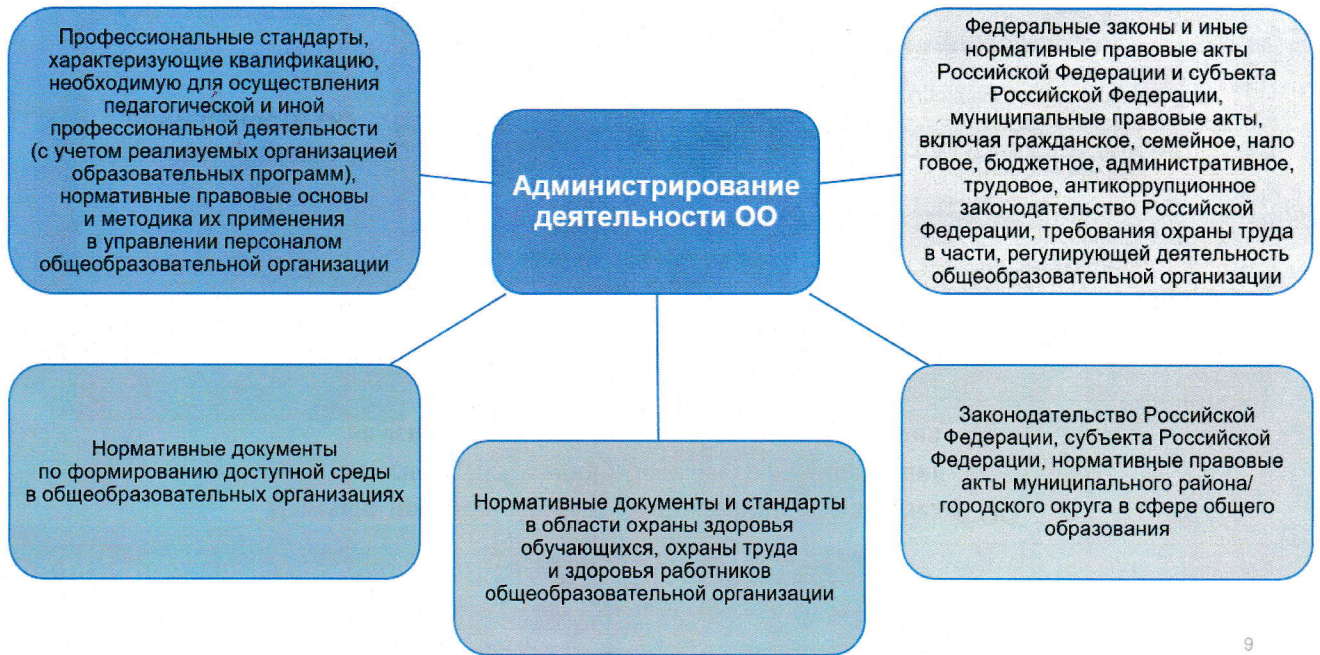 Профессиональные стандарты,
характеризующие квалификацию,
необходимую для осуществления
педагогической и иной
профессиональной деятельности
(с учетом реализуемых организацией
образовательных программ),
нормативные правовые основы
и методика их применения
в управлении персоналом
общеобразовательной организации
Администрирование
деятельности ОО
Федеральные законы и иные
нормативные правовые акты
Российской Федерации и субъекта
Российской Федерации,
муниципальные правовые акты,
включая гражданское, семейное, нало
говое, бюджетное, административное,
трудовое, антикоррупционное
законодательство Российской
Федерации, требования охраны труда
в части, регулирующей деятельность
общеобразовательной организации
Нормативные документы
по формированию доступной среды
в общеобразовательных организациях
Нормативные документы и стандарты
в области охраны здоровья
обучающихся, охраны труда
и здоровья работников
общеобразовательной организации
Законодательство Российской
Федерации, субъекта Российской
Федерации, нормативные правовые
акты муниципального района/
городского округа в сфере общего
образования
9